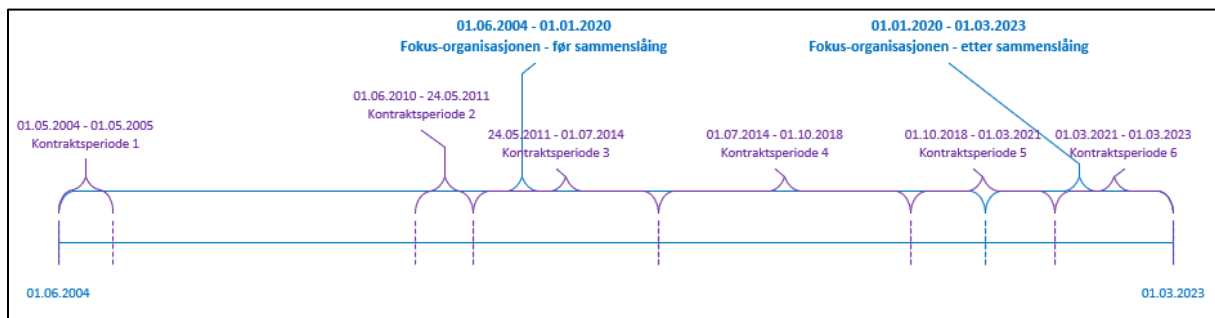 01.06.2004 - 01.01.2020
Fokus-organisasjonen - før sammenslåing
01.01.2020 - 01.03.2023
Fokus-organisasjonen - etter sammenslåing
01.05.2004 - 01.05.2005
Kontraktsperiode 1
01.06.2010 - 24.05.2011
Kontraktsperiode 2
24.05.2011 - 01.07.2014
Kontraktsperiode 3
01.07.2014 - 01.10.2018
Kontraktsperiode 4
01.10.2018 - 01.03.2021
Kontraktsperiode 5
01.03.2021 - 01.03.2023
Kontraktsperiode 6
01.06.2004
01.03.2023